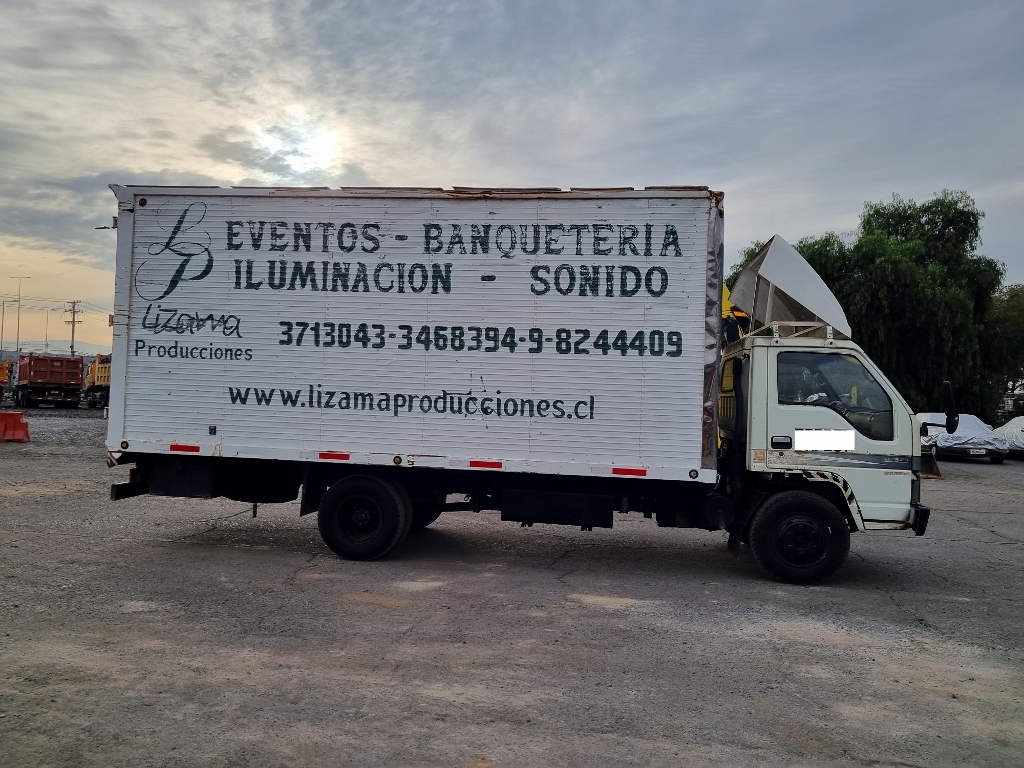 LP
EVENTOS - BANQUETERIA
ILUMINACION - SONIDO
Lizama
Producciones
3713043-3468394-9-8244409
www.lizamaproducciones.cl